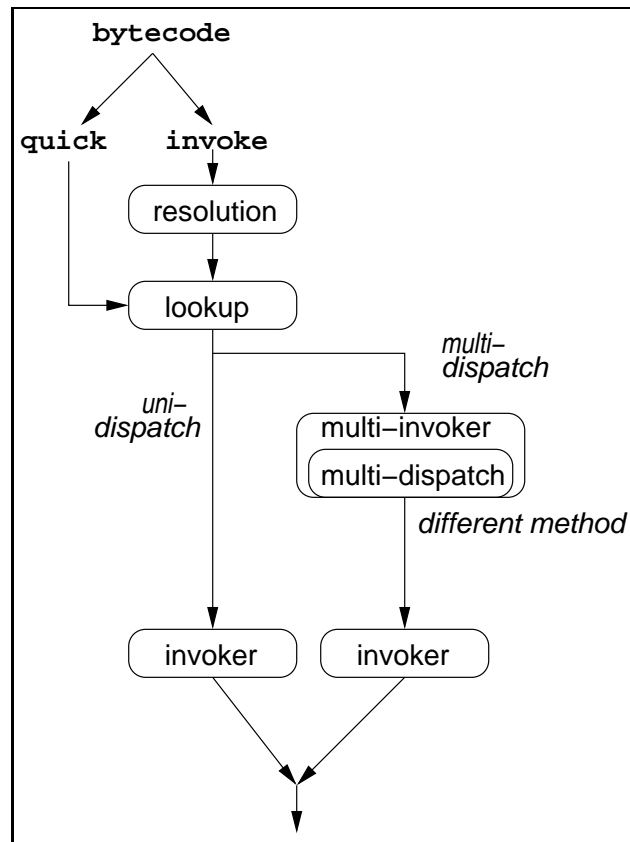 bytecode
quick
invoke
resolution
lookup
uni-
dispatch
multi-
dispatch
multi-invoker
multi-dispatch
different method
invoker
invoker